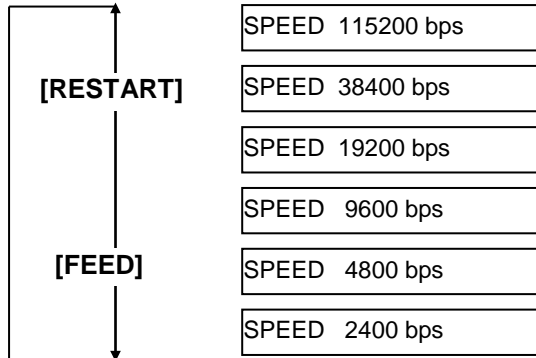 SPEED 115200 bps
[RESTART]
SPEED 38400 bps
SPEED 19200 bps
SPEED 9600 bps
[FEED]
SPEED 4800 bps
SPEED 2400 bps